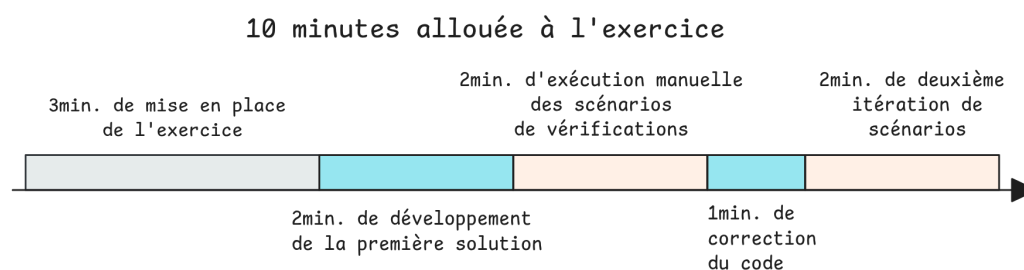 10 minutes allouée à l'exercice
3min. de mise en place
de l'exercice
2min. d'exécution manuelle
des scénarios
de vérifications
2min. de deuxième
itération de
scénarios
2min. de développement
de la première solution
1min. de
correction
du code